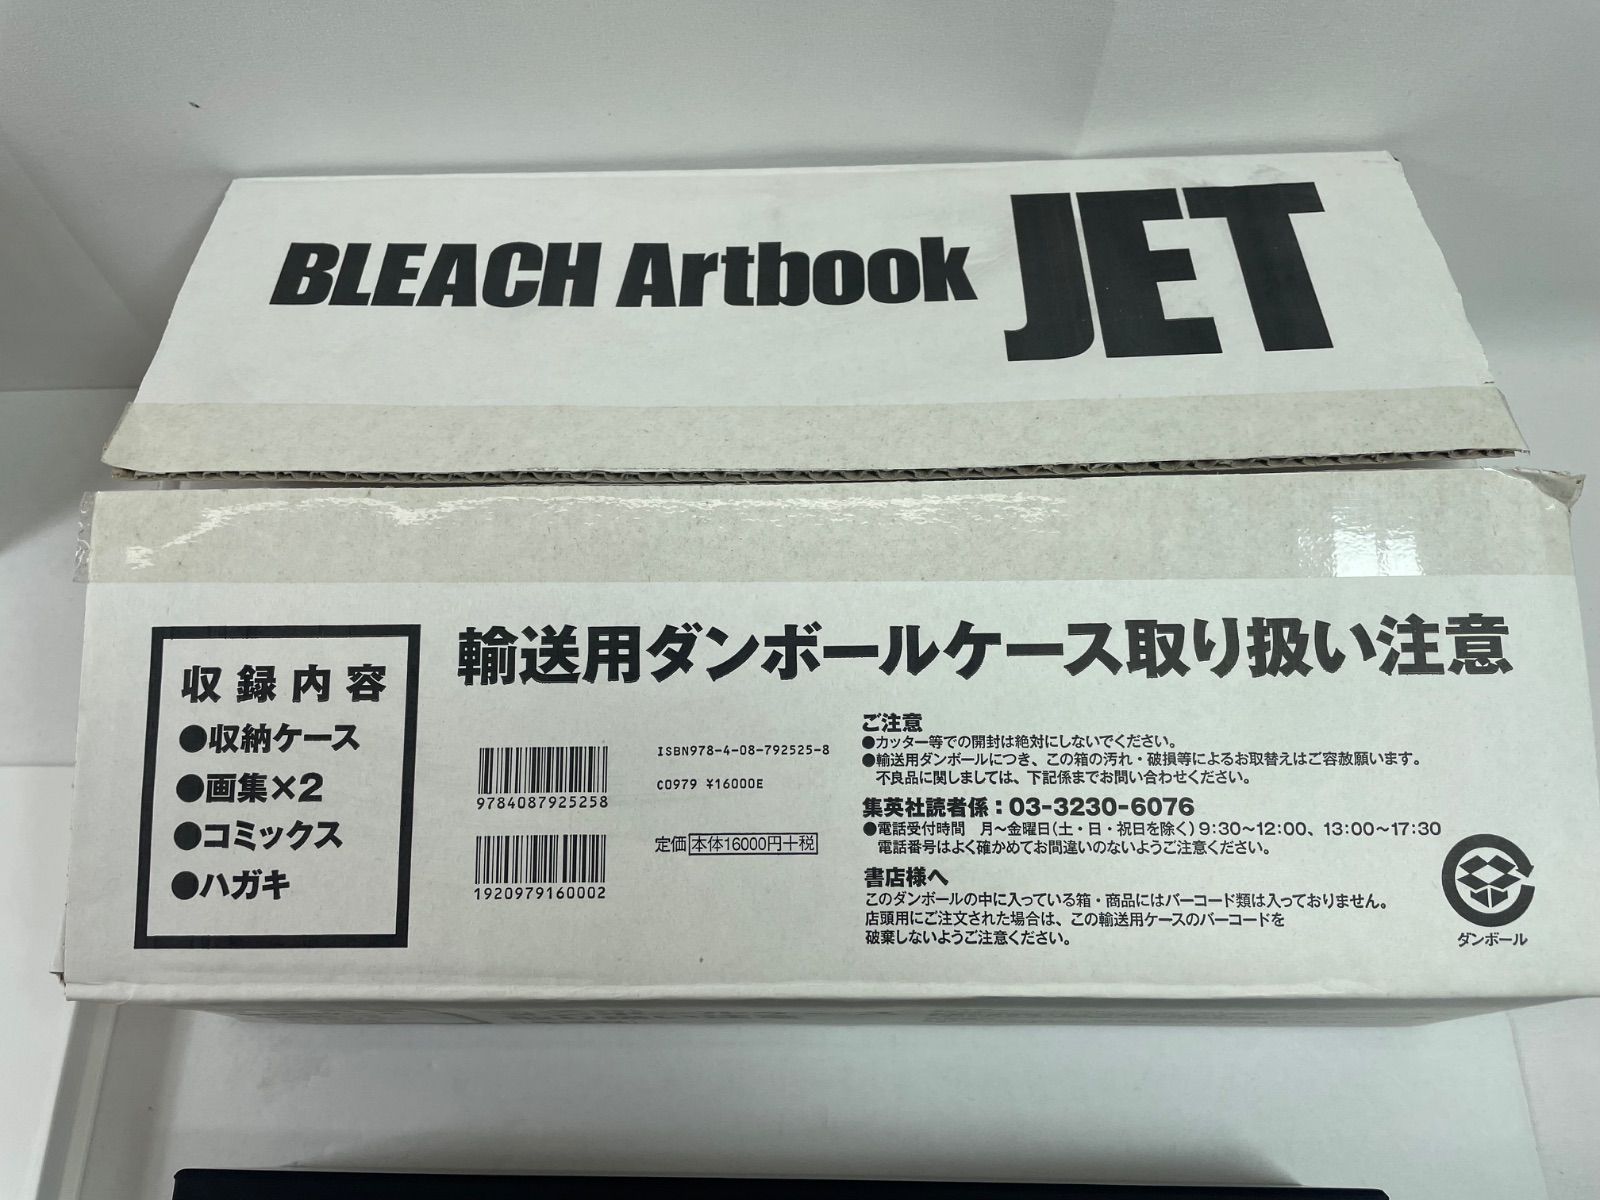 BLEACH Artbook JET
収録内容
●収納ケース
●画集×2
●コミックス
●ハガキ
輸送用ダンボールケース取り扱い注意
9784087925258
1920979160002
ISBN978-4-08-792525-8
C0979 ¥16000E
定価 本体16000円+税
ご注意
●カッター等での開封は絶対にしないでください。
●輸送用ダンボールにつき、この箱の汚れ・破損等によるお取替えはご容赦願います。
不良品に関しましては、下記係までお問い合わせください。
集英社読者係:03-3230-6076
●電話受付時間 月~金曜日(土・日・祝日を除く)9:30~12:00、13:00~17:30
電話番号はよく確かめてお間違いのないようご注意ください。
書店様へ
このダンボールの中に入っている箱・商品にはバーコード類は入っておりません。
店頭用にご注文された場合は、この輸送用ケースのバーコードを
破棄しないようご注意ください。
ダンボール